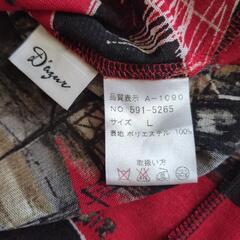 D'azur
品質表示 A-1090
NO. 591-5265
サイズ L
表地 ポリエステル 100%
取扱い方